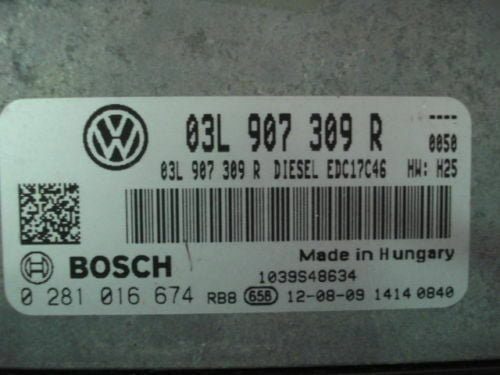 03L 907 309 R ----
0050
03L 907 309 R DIESEL EDC17C46 HW: H25
Made in Hungary
BOSCH 1039S48634
0 281 016 674 RB8 658 12-08-09 1414 0840